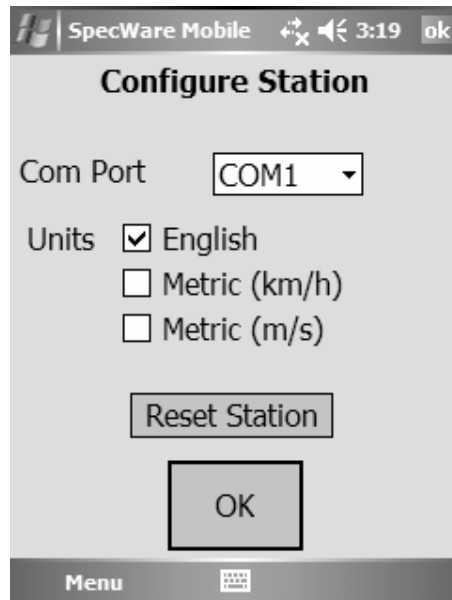 SpecWare Mobile 3:19 ok
Configure Station
Com Port COM1
Units English
Metric (km/h)
Metric (m/s)
Reset Station
OK
Menu